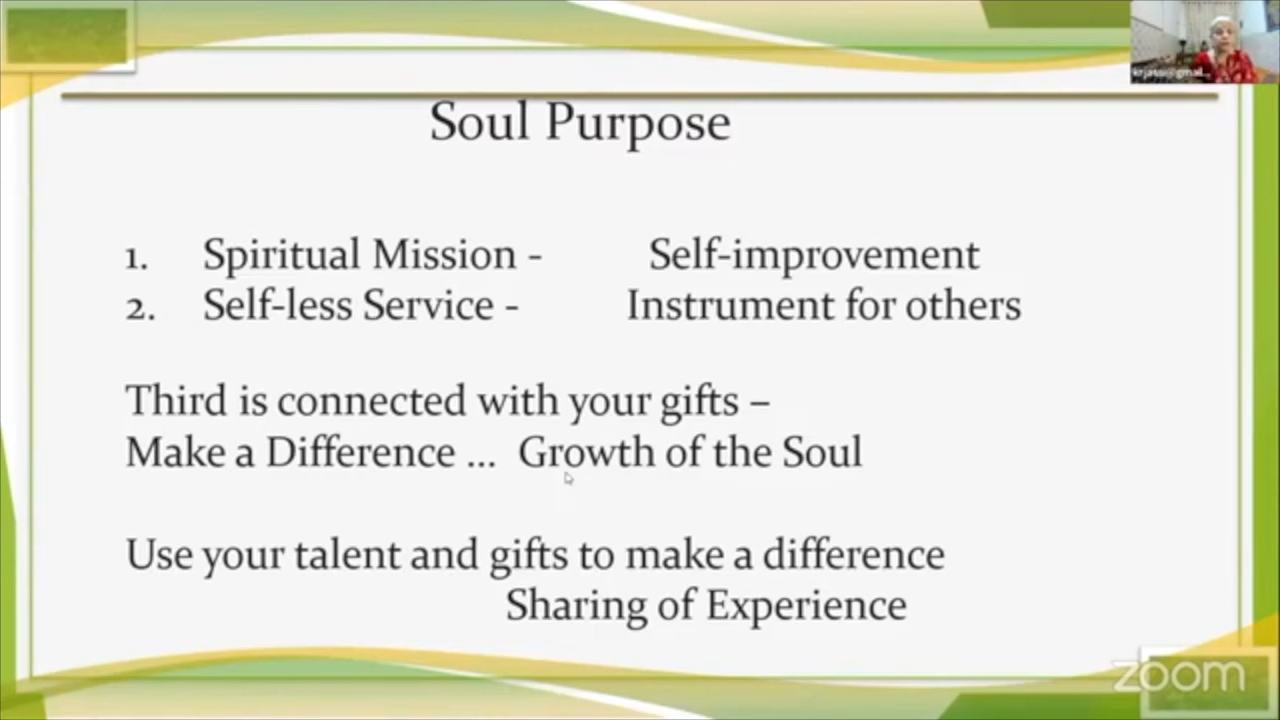 Soul Purpose
1. Spiritual Mission - Self-improvement
2. Self-less Service - Instrument for others
Third is connected with your gifts –
Make a Difference ... Growth of the Soul
Use your talent and gifts to make a difference
Sharing of Experience
zoom